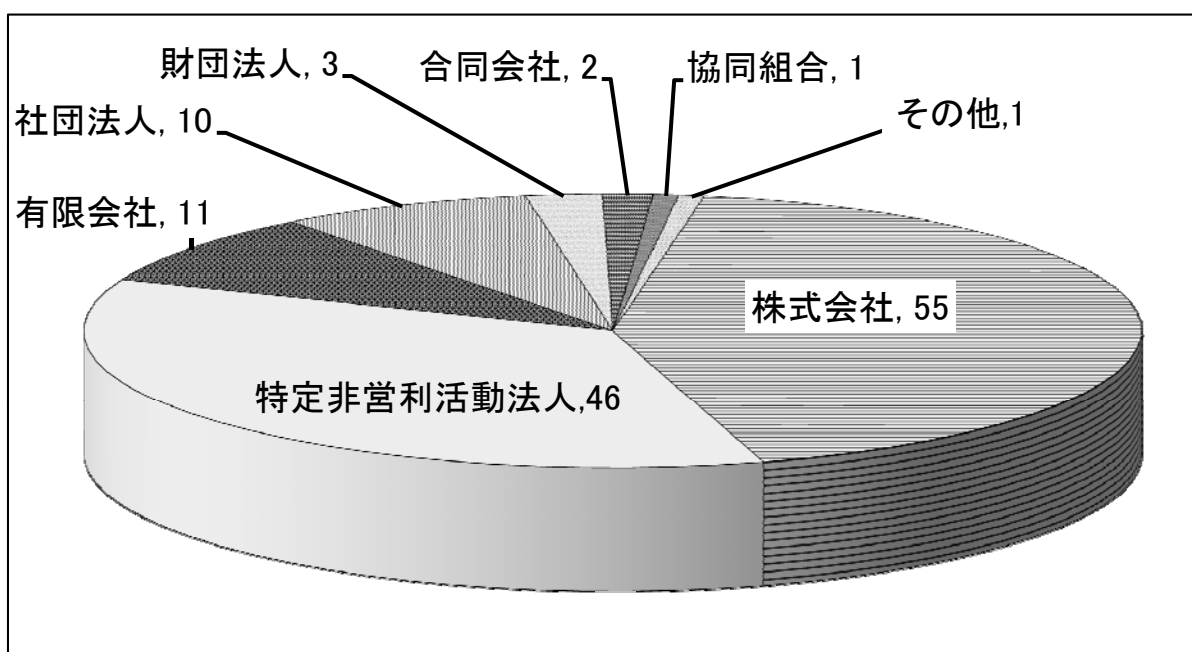 財団法人, 3
合同会社, 2
協同組合, 1
その他,1
社団法人, 10
有限会社, 11
株式会社, 55
特定非営利活動法人,46